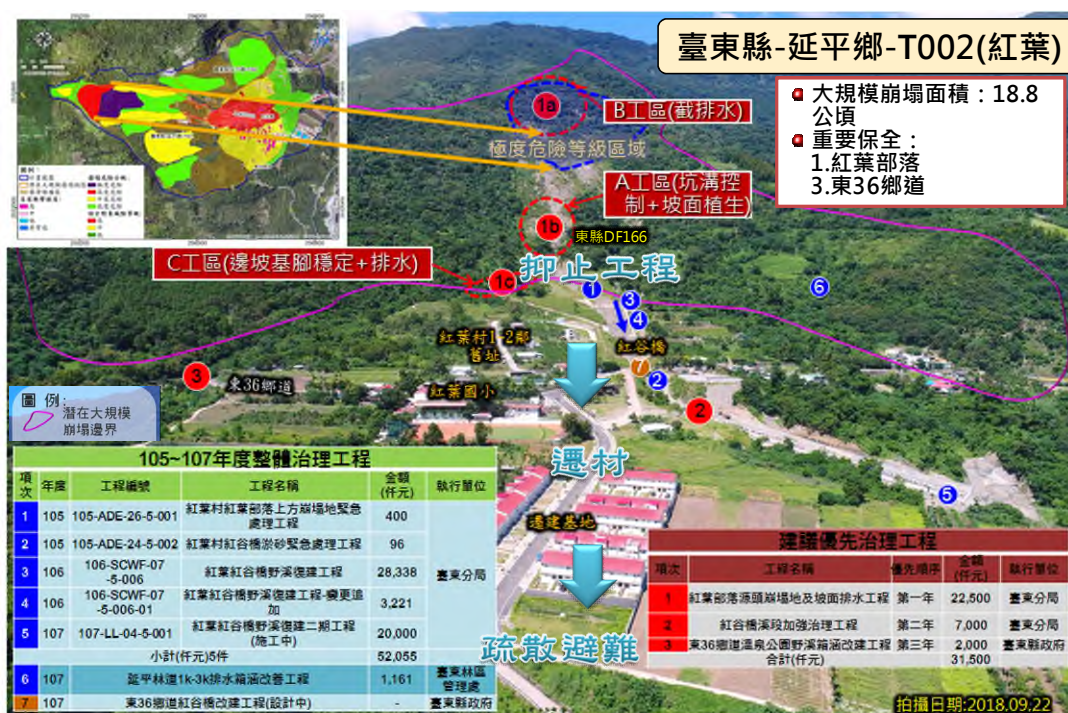 臺東縣-延平鄉-T002(紅葉)
大規模崩塌面積：18.8
公頃
重要保全：
1.紅葉部落
3.東36鄉道
1a
B工區(截排水)
極度危險等級區域
A工區(坑溝控
制+坡面植生)
1b
東縣DF166
C工區(邊坡基腳穩定+排水)
1c
抑止工程
1
3
4
6
紅葉村1-2鄰
舊址
紅谷橋
7
2
3
東36鄉道
紅葉國小
2
圖 例:
潛在大規模
崩塌邊界
遷村
5
遷建基地
疏散避難
105~107年度整體治理工程
項次 年度 工程編號 工程名稱 金額(仟元) 執行單位
1 105 105-ADE-26-5-001 紅葉村紅葉部落上方崩塌地緊急處理工程 400
2 105 105-ADE-24-5-002 紅葉村紅谷橋淤砂緊急處理工程 96
3 106 106-SCWF-07-5-006 紅葉紅谷橋野溪復建工程 28,338 臺東分局
4 106 106-SCWF-07-5-006-01 紅葉紅谷橋野溪復建工程-變更追加 3,221
5 107 107-LL-04-5-001 紅葉紅谷橋野溪復建二期工程(施工中) 20,000
小計(仟元)5件 52,055
6 107 延平林道1k-3k排水箱涵改善工程 1,161 臺東林區管理處
7 107 東36鄉道紅谷橋改建工程(設計中) - 臺東縣政府
建議優先治理工程
項次 工程名稱 優先順序 金額(仟元) 執行單位
1 紅葉部落源頭崩塌地及坡面排水工程 第一年 22,500 臺東分局
2 紅谷橋溪段加強治理工程 第二年 7,000 臺東分局
3 東36鄉道溫泉公園野溪箱涵改建工程 第三年 2,000 臺東縣政府
合計(仟元) 31,500
拍攝日期:2018.09.22